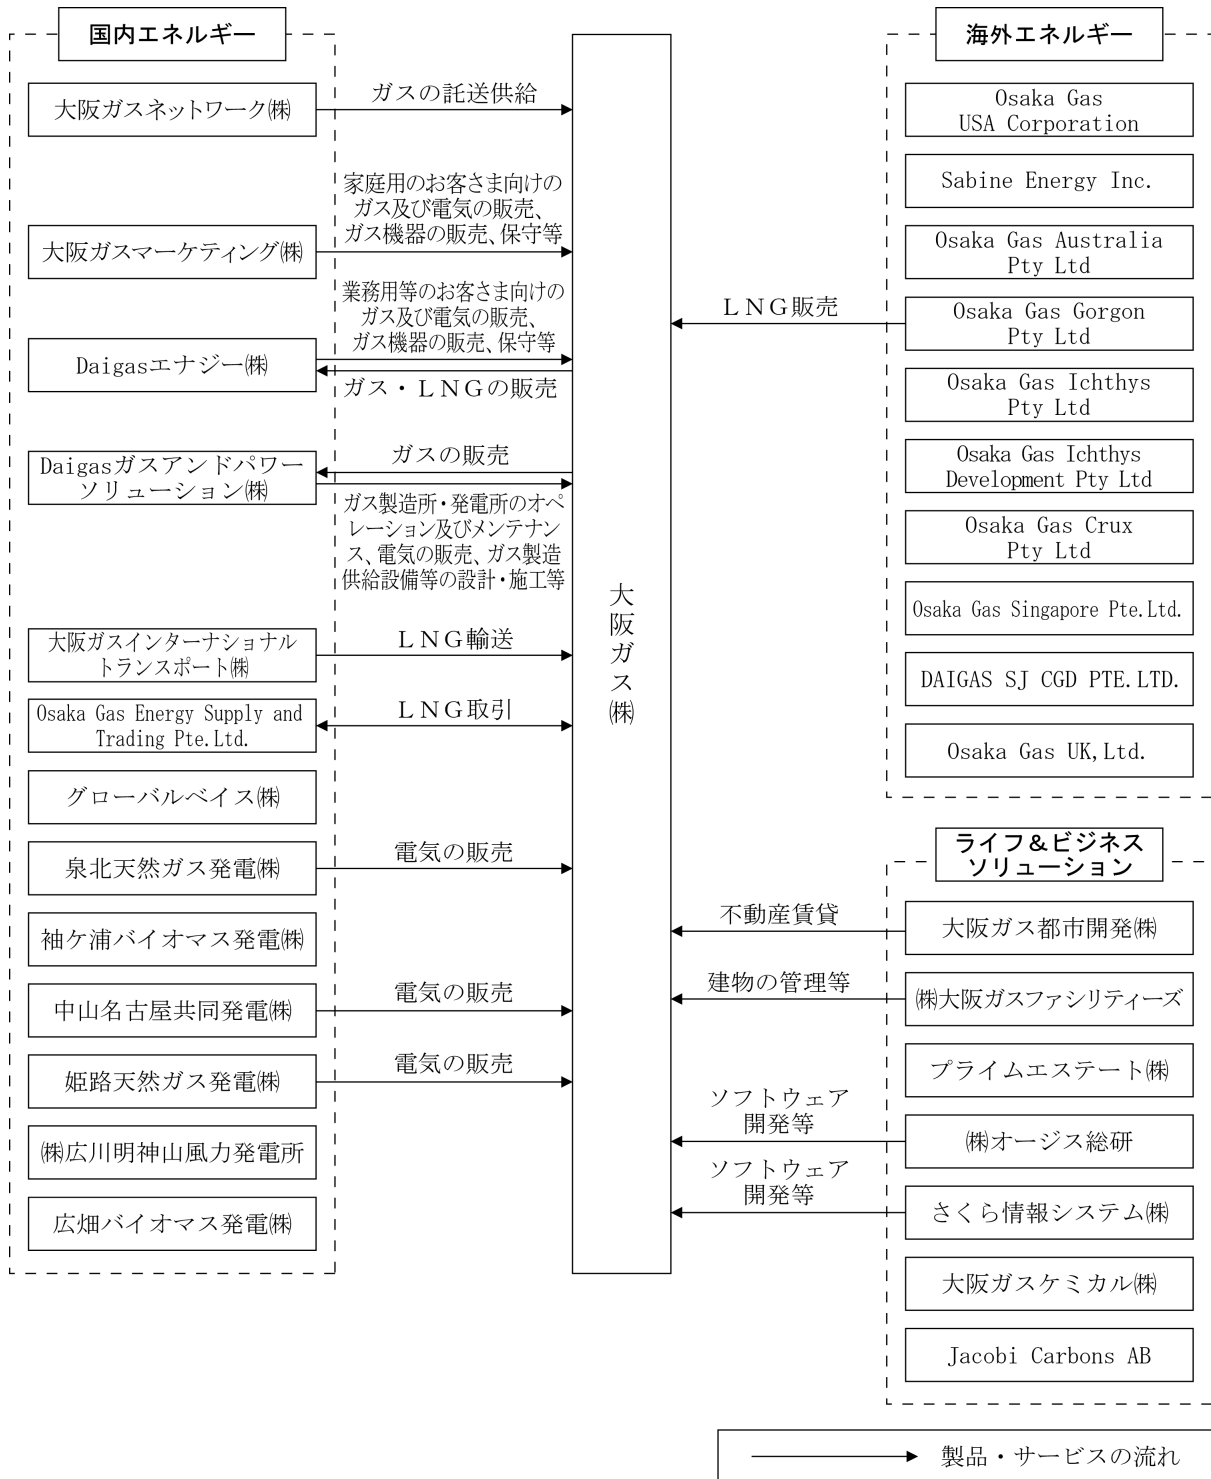 国内エネルギー
大阪ガスネットワーク㈱
ガスの託送供給
家庭用のお客さま向けの
ガス及び電気の販売、
ガス機器の販売、保守等
大阪ガスマーケティング㈱
業務用等のお客さま向けの
ガス及び電気の販売、
ガス機器の販売、保守等
Daigasエナジー㈱
ガス・ＬＮＧの販売
Daigasガスアンドパワー
ソリューション㈱
ガスの販売
ガス製造所・発電所のオペ
レーション及びメンテナン
ス、電気の販売、ガス製造
供給設備等の設計・施工等
大阪ガスインターナショナル
トランスポート㈱
ＬＮＧ輸送
Osaka Gas Energy Supply and
Trading Pte.Ltd.
ＬＮＧ取引
グローバルベイス㈱
泉北天然ガス発電㈱
電気の販売
袖ケ浦バイオマス発電㈱
中山名古屋共同発電㈱
電気の販売
姫路天然ガス発電㈱
電気の販売
㈱広川明神山風力発電所
広畑バイオマス発電㈱
大阪ガス㈱
海外エネルギー
Osaka Gas
USA Corporation
Sabine Energy Inc.
Osaka Gas Australia
Pty Ltd
ＬＮＧ販売
Osaka Gas Gorgon
Pty Ltd
Osaka Gas Ichthys
Pty Ltd
Osaka Gas Ichthys
Development Pty Ltd
Osaka Gas Crux
Pty Ltd
Osaka Gas Singapore Pte.Ltd.
DAIGAS SJ CGD PTE.LTD.
Osaka Gas UK,Ltd.
ライフ＆ビジネス
ソリューション
不動産賃貸
大阪ガス都市開発㈱
建物の管理等
㈱大阪ガスファシリティーズ
プライムエステート㈱
ソフトウェア
開発等
㈱オージス総研
ソフトウェア
開発等
さくら情報システム㈱
大阪ガスケミカル㈱
Jacobi Carbons AB
製品・サービスの流れ